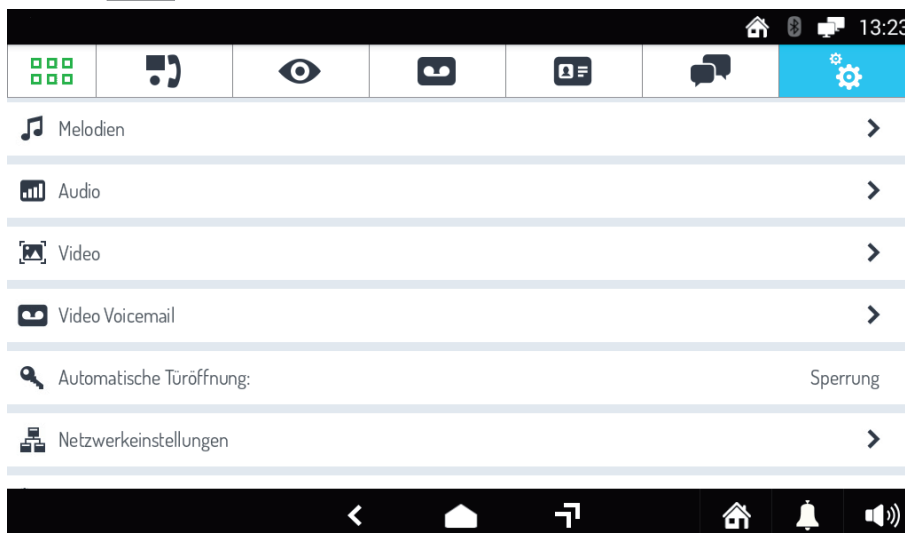 13:23
Melodien
Audio
Video
Video Voicemail
Automatische Türöffnung: Sperrung
Netzwerkeinstellungen